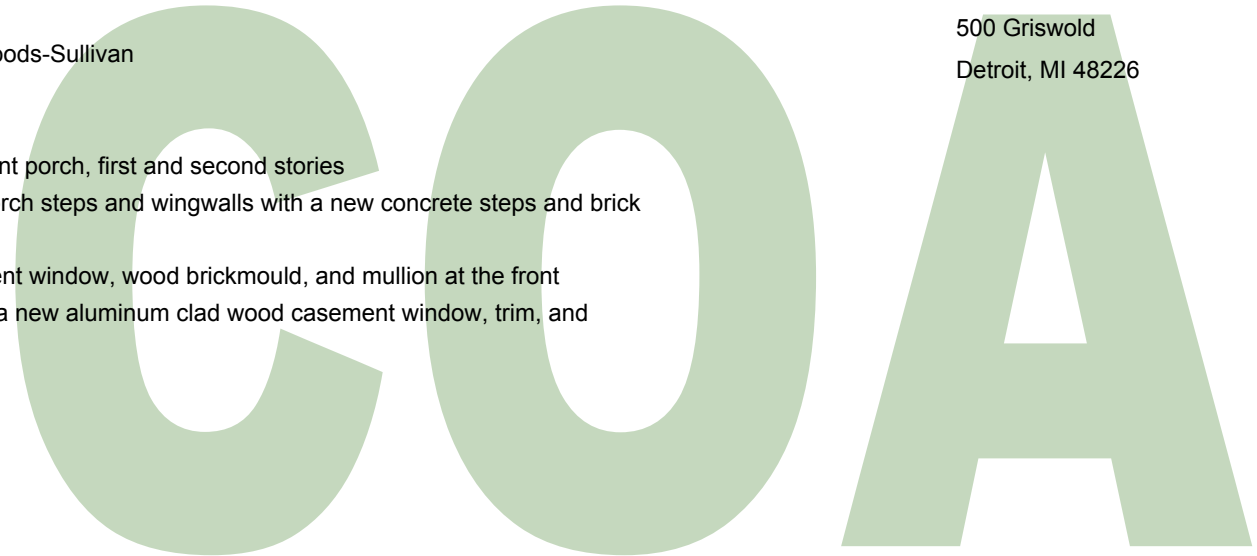 500 Griswold
oods-Sullivan
Detroit, MI 48226
COA
nt porch, first and second stories
rch steps and wingwalls with a new concrete steps and brick
ent window, wood brickmould, and mullion at the front
a new aluminum clad wood casement window, trim, and